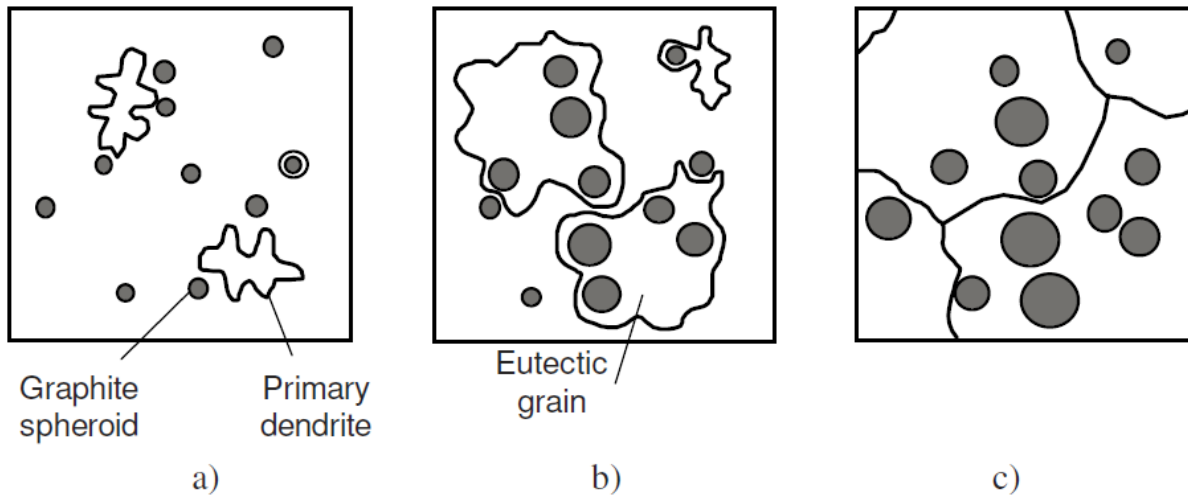 Graphite
spheroid
Primary
dendrite
Eutectic
grain
a)
b)
c)